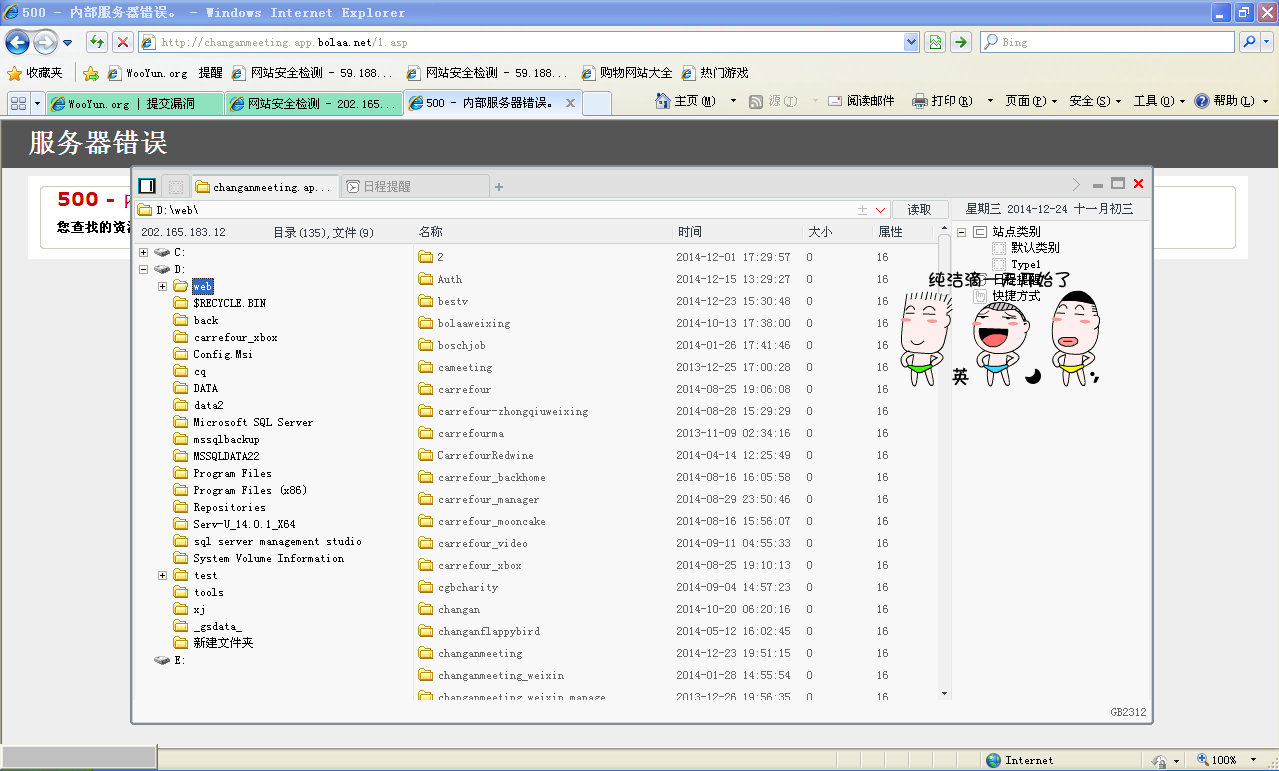 500 - 内部服务器错误。 - Windows Internet Explorer
http://changanmeeting.app.bolaa.net/1.asp
Bing
收藏夹 WooYun.org 提醒 网站安全检测 - 59.188... 网站安全检测 - 59.188... 购物网站大全 热门游戏
WooYun.org | 提交漏洞 网站安全检测 - 202.165... 500 - 内部服务器错误。 主页(M) 源(J) 阅读邮件 打印(R) 页面(P) 安全(S) 工具(O) 帮助(L)
服务器错误
500 - 内
您查找的资源
changanmeeting.ap... 日程提醒
D:\web\ 读取 星期三 2014-12-24 十一月初三
202.165.183.12 目录(135),文件(9) 名称 时间 大小 属性
站点类别
默认类别
Type1
快捷方式
C:
D:
web
$RECYCLE.BIN
back
carrefour_xbox
Config.Msi
cq
DATA
data2
Microsoft SQL Server
mssqlbackup
MSSQLDATA22
Program Files
Program Files (x86)
Repositories
Serv-U_14.0.1_X64
sql server management studio
System Volume Information
test
tools
xj
_gsdata_
新建文件夹
E:
2 2014-12-01 17:29:57 0 16
Auth 2014-12-15 13:29:27 0 16
bestv 2014-12-23 15:30:48 0 16
bolaaweixing 2014-10-13 17:38:00 0 16
boschjob 2014-01-26 17:41:46 0 16
cameeting 2013-12-25 17:00:28 0 16
carrefour 2014-08-25 19:06:08 0 16
carrefour-zhongqiuweixing 2014-08-28 15:29:29 0 16
carrefourma 2013-11-09 02:34:16 0 16
CarrefourRedwine 2014-04-14 12:25:49 0 16
carrefour_backhome 2014-08-16 16:05:58 0 16
carrefour_manager 2014-08-29 23:50:46 0 16
carrefour_mooncake 2014-08-16 15:56:07 0 16
carrefour_video 2014-09-11 04:55:33 0 16
carrefour_xbox 2014-08-25 19:10:13 0 16
cgbcharity 2014-09-04 14:57:23 0 16
changan 2014-10-20 06:20:16 0 16
changanflappybird 2014-05-12 16:02:45 0 16
changanmeeting 2014-12-23 19:51:15 0 16
changanmeeting_weixin 2014-01-28 14:55:54 0 16
changanmeeting_weixin_manage 2013-12-26 19:56:35 0 16
纯洁滴一
始了
英
GB2312
Internet 100%